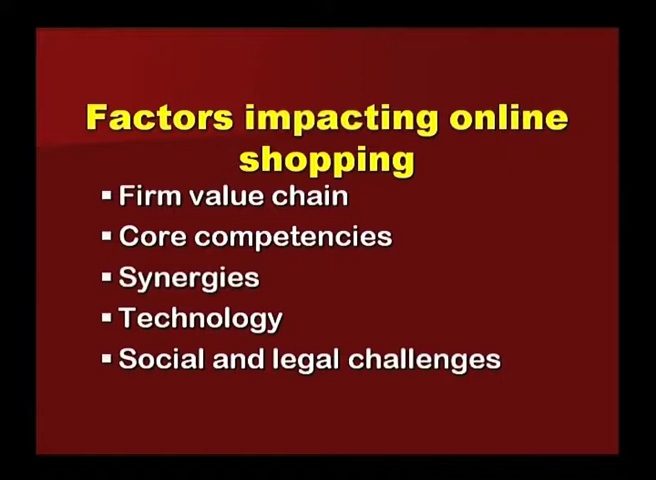 Factors impacting online
shopping
▪ Firm value chain
▪ Core competencies
▪ Synergies
▪ Technology
▪ Social and legal challenges